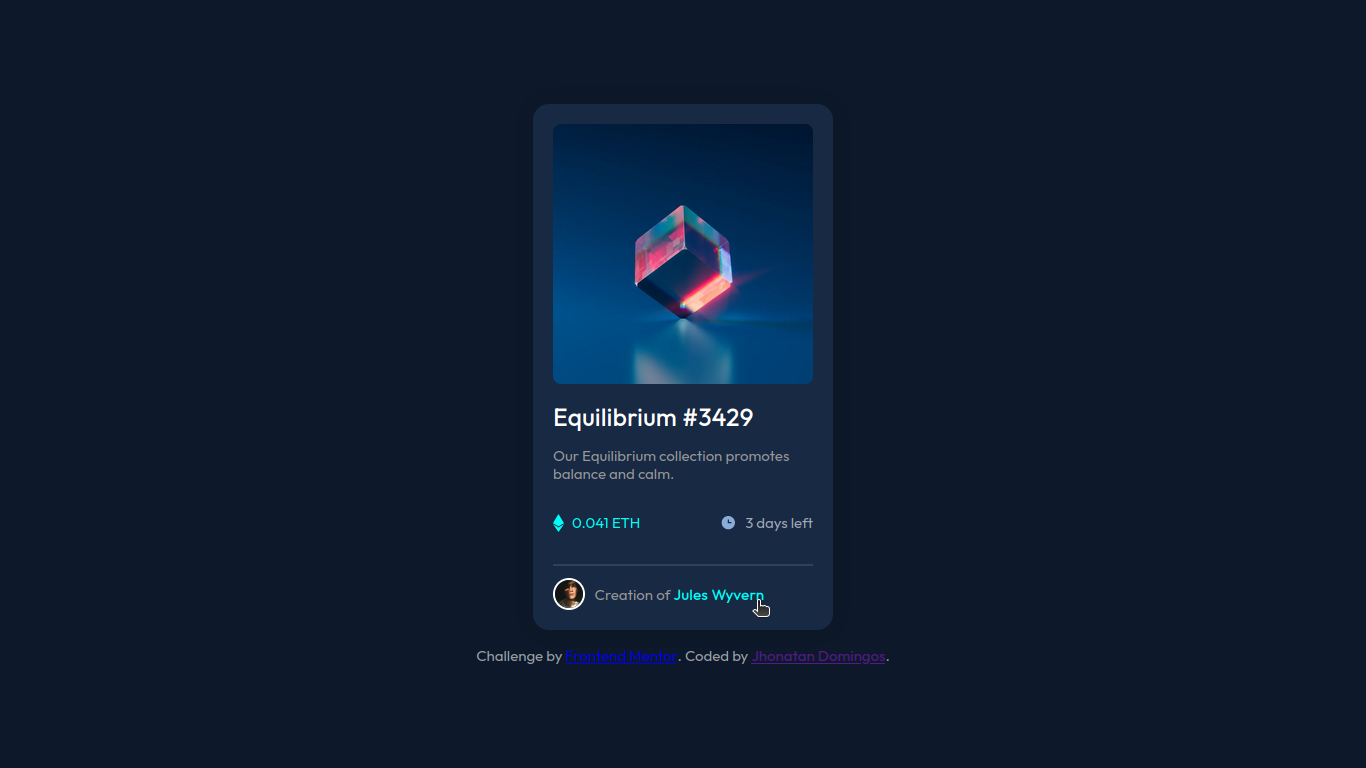 Equilibrium #3429
Our Equilibrium collection promotes
balance and calm.
0.041 ETH
3 days left
Creation of Jules Wyvern
Challenge by Frontend Mentor. Coded by Jhonatan Domingos.